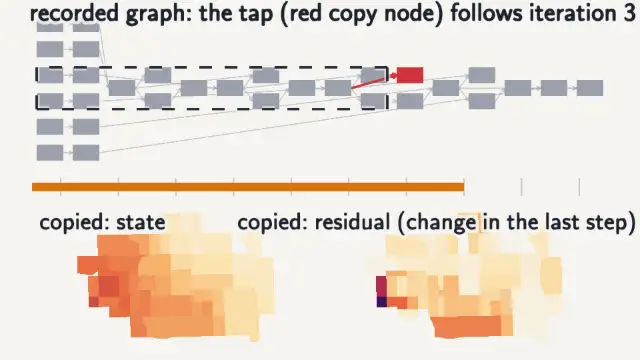 recorded graph: the tap (red copy node) follows iteration 3
copied: state
copied: residual (change in the last step)